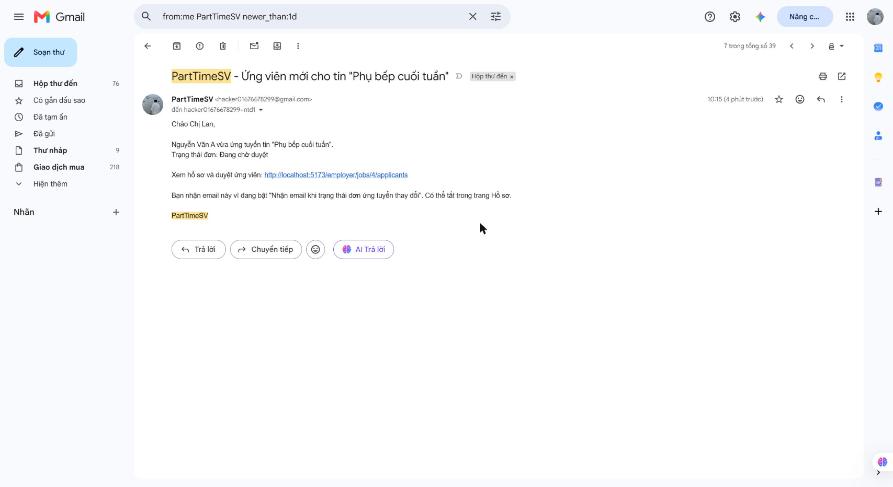 Gmail
from:me PartTimeSV newer_than:1d
Nâng c...
Soạn thư
7 trong tổng số 39
Hộp thư đến 76
Có gắn dấu sao
Đã tạm ẩn
Đã gửi
Thư nháp 9
Giao dịch mua 218
Hiện thêm
Nhãn
PartTimeSV - Ứng viên mới cho tin "Phụ bếp cuối tuần"
Hộp thư đến x
PartTimeSV <hacker01676678299@gmail.com>
10:15 (4 phút trước)
đến hacker01676678299+ntd1
Chào Chị Lan,
Nguyễn Văn A vừa ứng tuyển tin "Phụ bếp cuối tuần".
Trạng thái đơn: Đang chờ duyệt
Xem hồ sơ và duyệt ứng viên: http://localhost:5173/employer/jobs/4/applicants
Bạn nhận email này vì đang bật "Nhận email khi trạng thái đơn ứng tuyển thay đổi". Có thể tắt trong trang Hồ sơ.
PartTimeSV
Trả lời
Chuyển tiếp
AI Trả lời